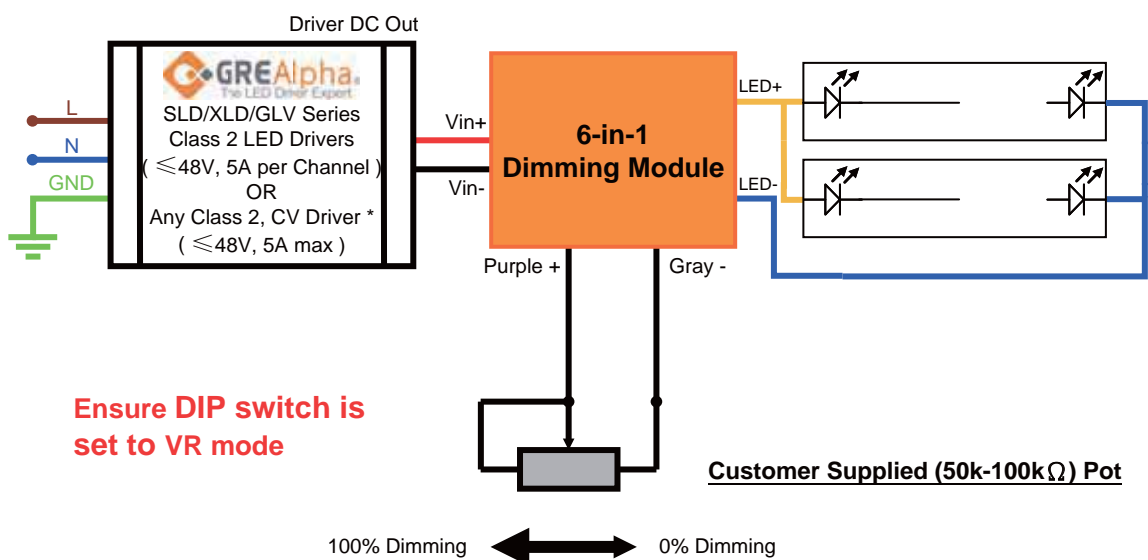 Driver DC Out
GREAlpha®
The LED Driver Expert
SLD/XLD/GLV Series
Class 2 LED Drivers
( ≤48V, 5A per Channel )
OR
Any Class 2, CV Driver *
( ≤48V, 5A max )
L
N
GND
Vin+
Vin-
6-in-1
Dimming Module
LED+
LED-
Purple +
Gray -
Ensure DIP switch is
set to VR mode
Customer Supplied (50k-100kΩ) Pot
100% Dimming
0% Dimming